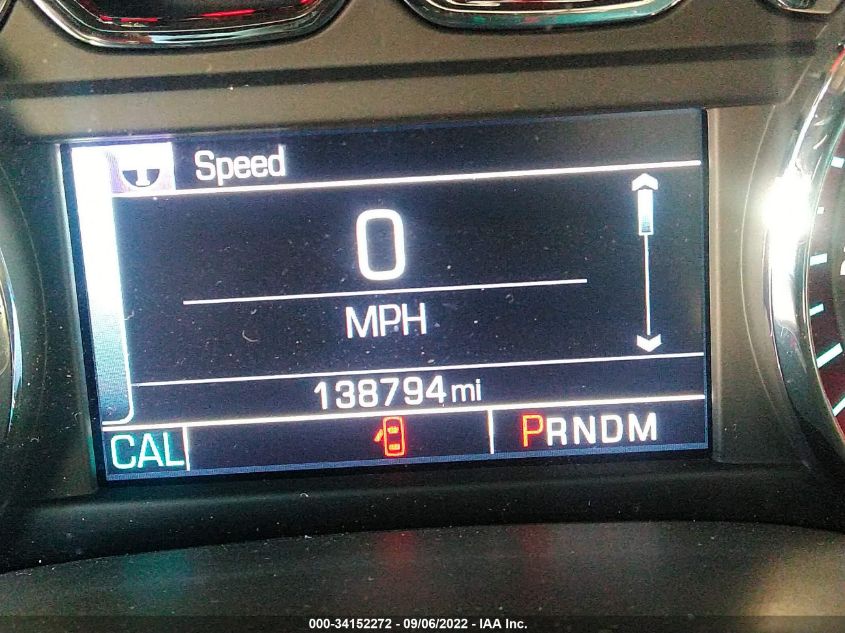 Speed
0
MPH
138794 mi
CAL PRNDM
000-34152272 - 09/06/2022 - IAA Inc.